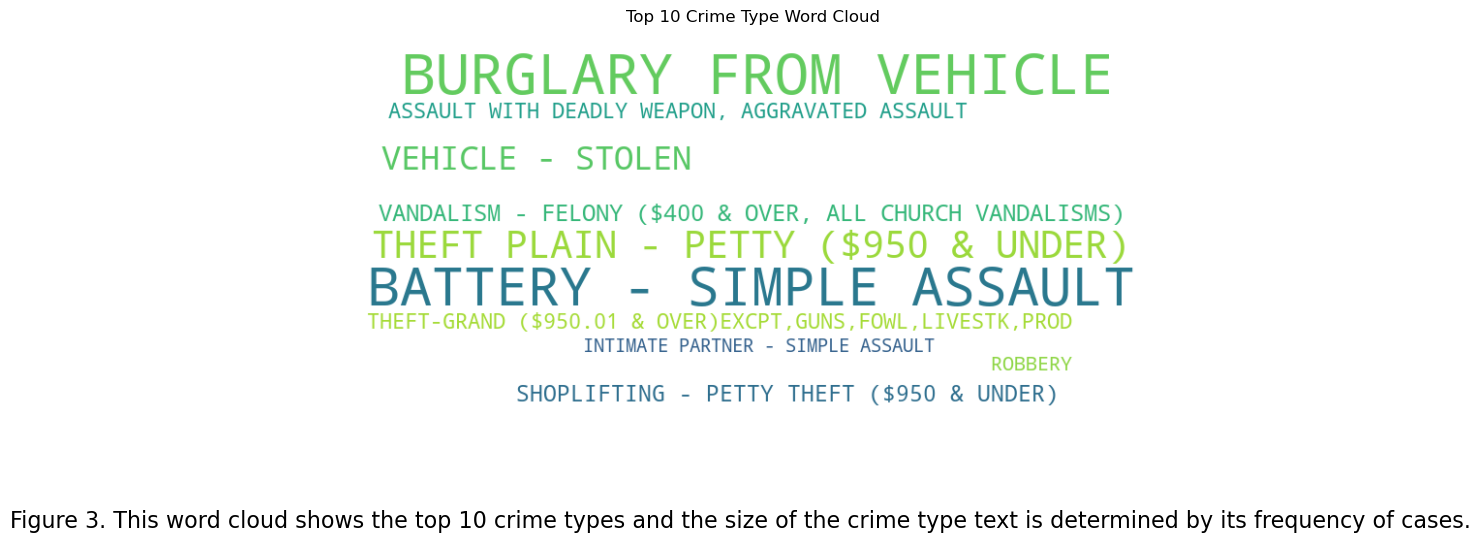 Top 10 Crime Type Word Cloud
BURGLARY FROM VEHICLE
ASSAULT WITH DEADLY WEAPON, AGGRAVATED ASSAULT
VEHICLE - STOLEN
VANDALISM - FELONY ($400 & OVER, ALL CHURCH VANDALISMS)
THEFT PLAIN - PETTY ($950 & UNDER)
BATTERY - SIMPLE ASSAULT
THEFT-GRAND ($950.01 & OVER)EXCPT,GUNS,FOWL,LIVESTK,PROD
INTIMATE PARTNER - SIMPLE ASSAULT
ROBBERY
SHOPLIFTING - PETTY THEFT ($950 & UNDER)
Figure 3. This word cloud shows the top 10 crime types and the size of the crime type text is determined by its frequency of cases.